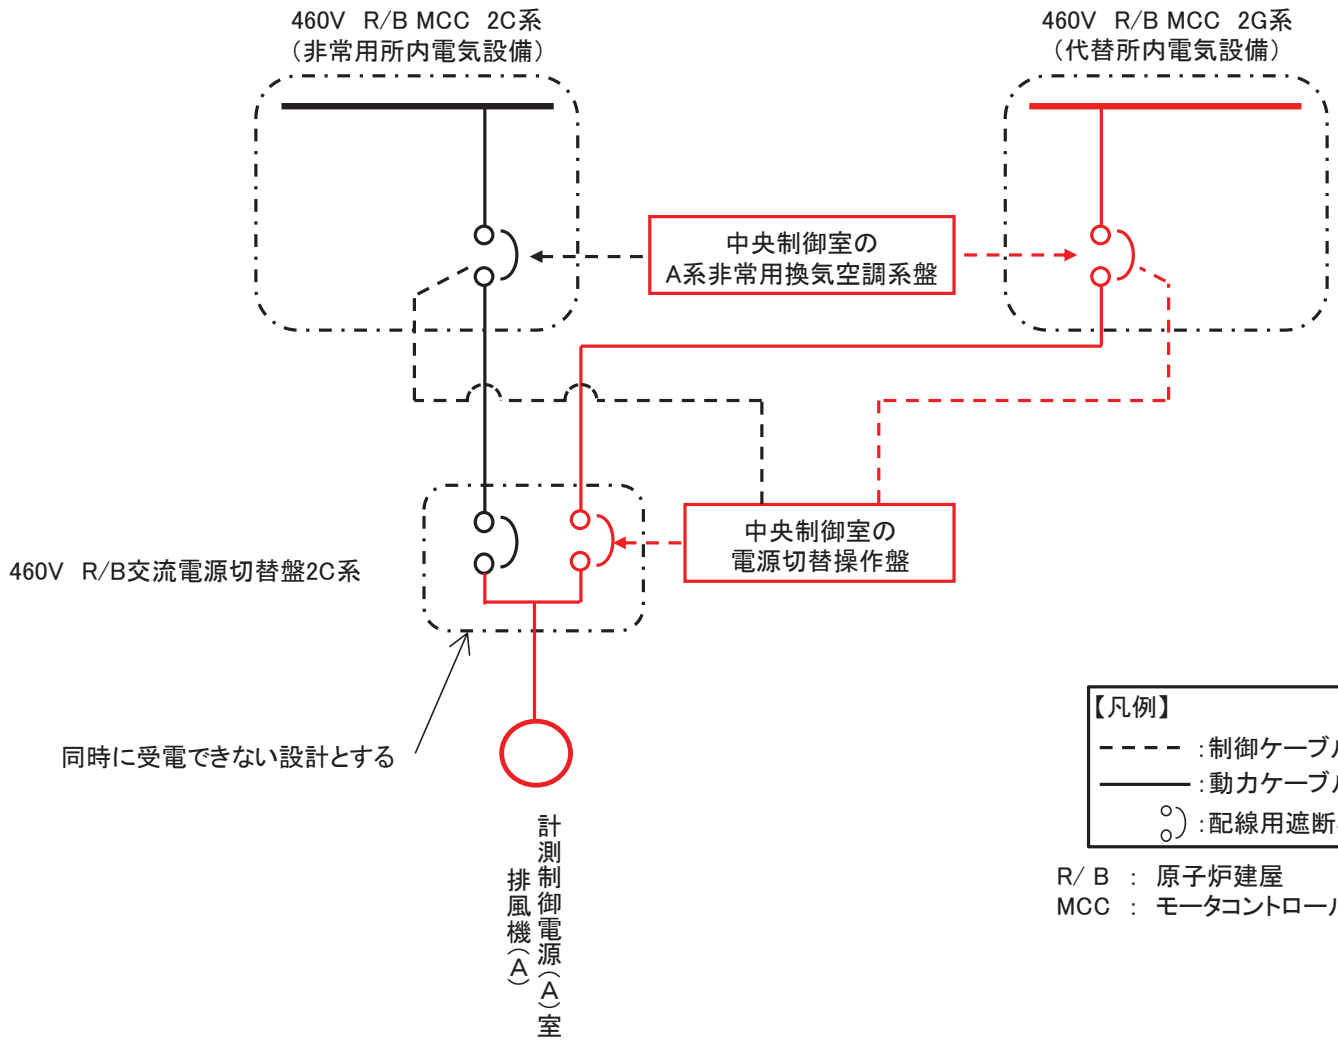 460V R/B MCC 2C系
（非常用所内電気設備）
460V R/B MCC 2G系
（代替所内電気設備）
中央制御室の
A系非常用換気空調系盤
中央制御室の
電源切替操作盤
460V R/B交流電源切替盤2C系
同時に受電できない設計とする
計測制御電源（A）室
排風機（A）
【凡例】
：制御ケーブル
：動力ケーブル
：配線用遮断
R/B ： 原子炉建屋
MCC ： モータコントロール